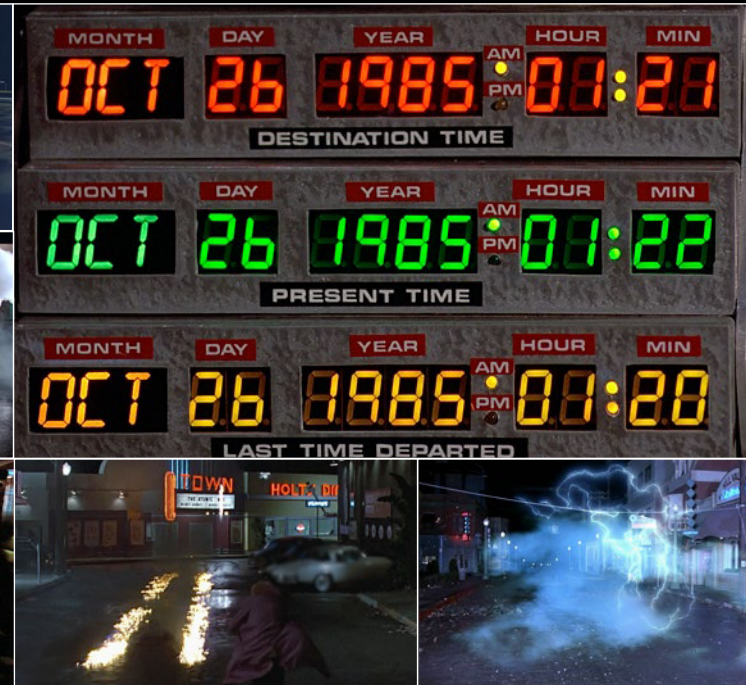 MONTH DAY YEAR AM HOUR MIN
OCT 26 1985 PM 01:21
DESTINATION TIME
MONTH DAY YEAR AM HOUR MIN
OCT 26 1985 PM 01:22
PRESENT TIME
MONTH DAY YEAR AM HOUR MIN
OCT 26 1985 PM 01:20
LAST TIME DEPARTED
TOWN
THE ATOMIC